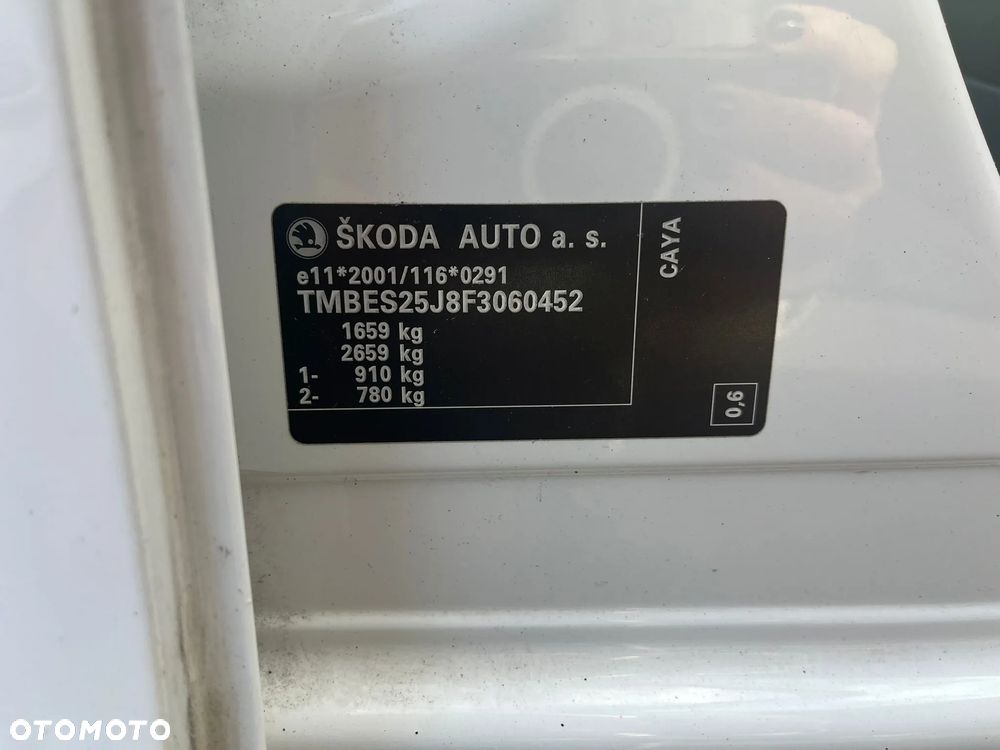 ŠKODA AUTO a. s.
e11*2001/116*0291
TMBES25J8F3060452
1659 kg
2659 kg
1- 910 kg
2- 780 kg
CAYA
0,6
OTOMOTO